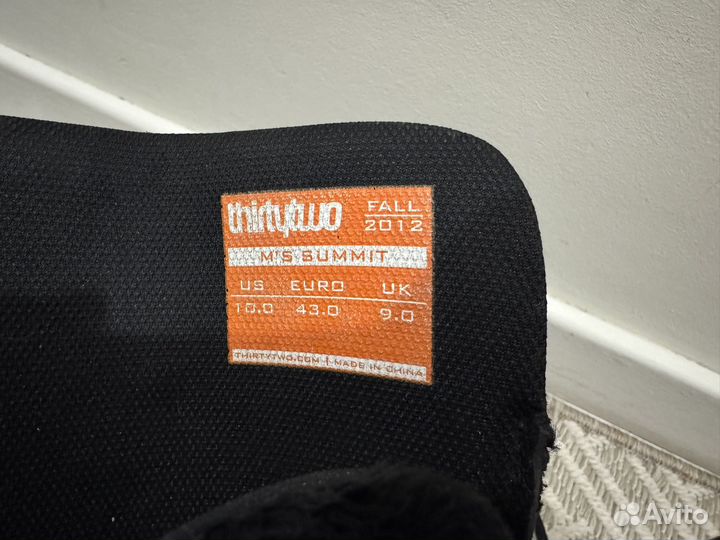 thirtytwo FALL
2012
M'S SUMMIT
US EURO UK
10.0 43.0 9.0
THIRTYTWO.COM | MADE IN CHINA
Avito